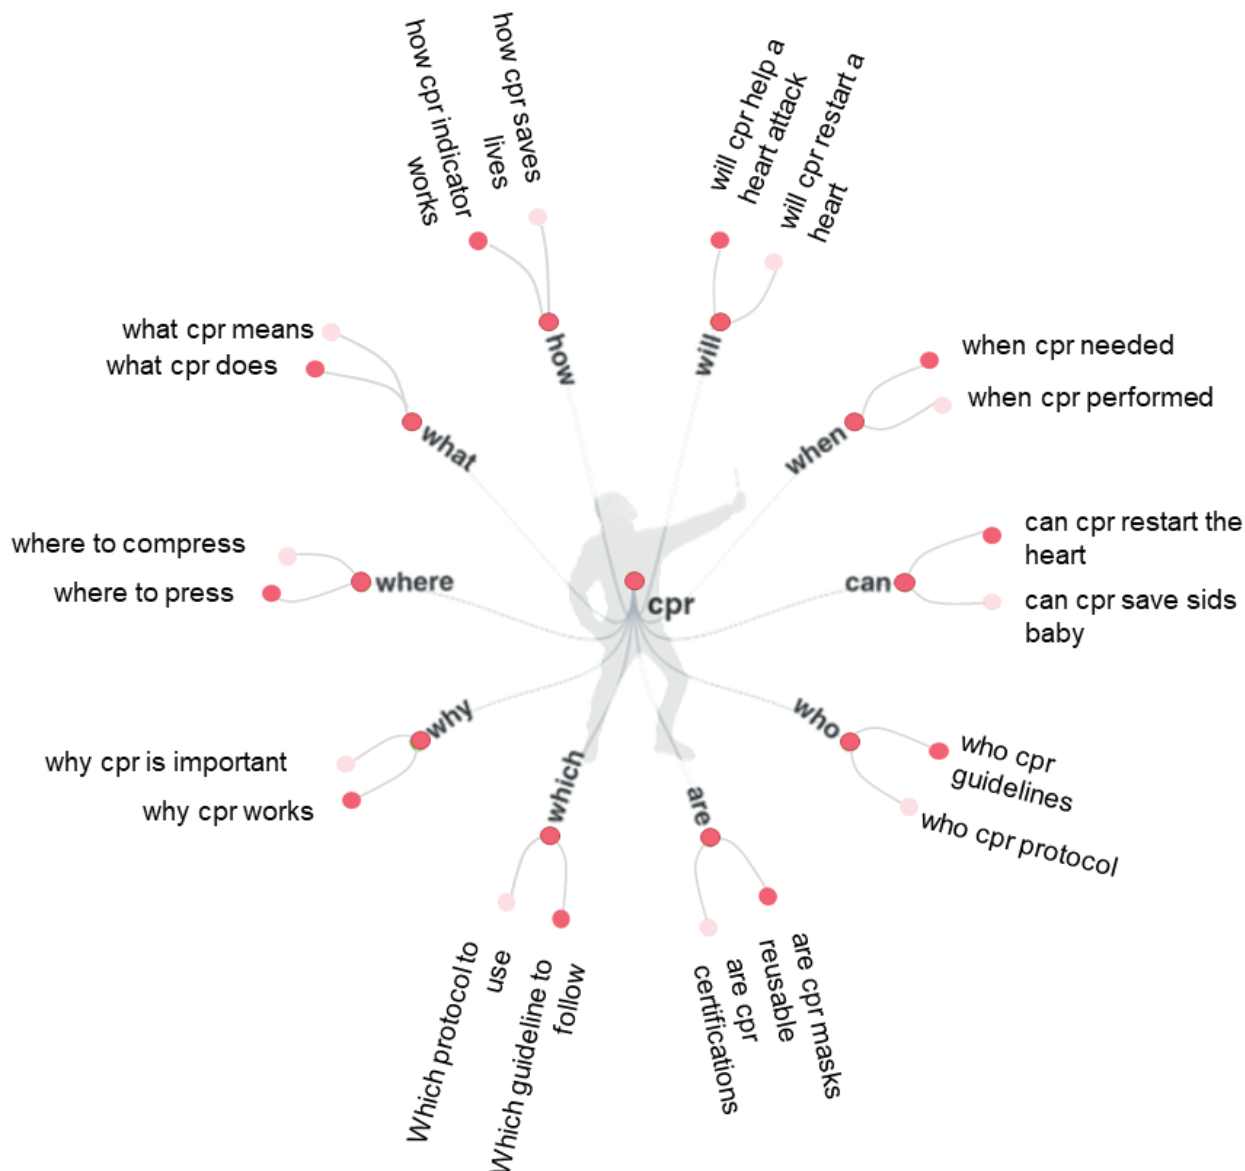 how cpr saves
lives
how cpr indicator
works
how
will cpr help a
heart attack
will cpr restart a
heart
will
when cpr needed
when cpr performed
when
can cpr restart the
heart
can cpr save sids
baby
can
who cpr
guidelines
who cpr protocol
who
are cpr masks
reusable
are cpr
certifications
are
Which guideline to
follow
Which protocol to
use
which
why cpr is important
why cpr works
why
where to compress
where to press
where
what cpr means
what cpr does
what
cpr